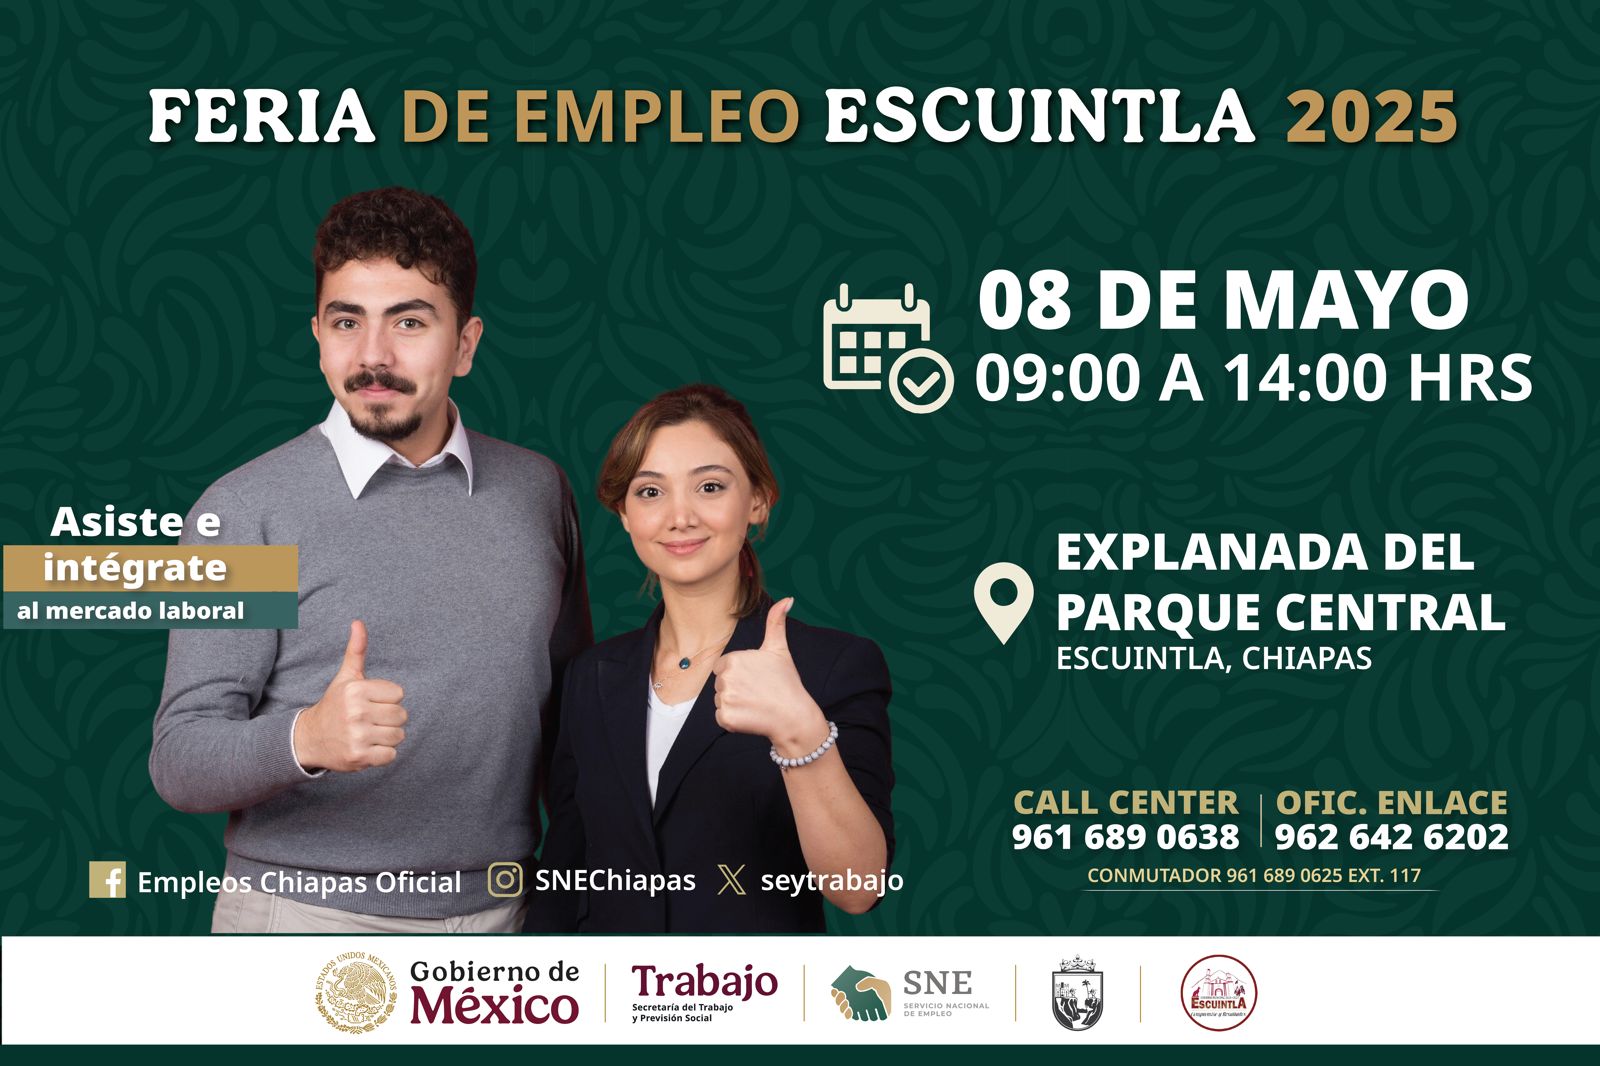 FERIA DE EMPLEO ESCUINTLA 2025
08 DE MAYO
09:00 A 14:00 HRS
Asiste e
intégrate
al mercado laboral
EXPLANADA DEL
PARQUE CENTRAL
ESCUINTLA, CHIAPAS
CALL CENTER
961 689 0638
OFIC. ENLACE
962 642 6202
CONMUTADOR 961 689 0625 EXT. 117
Empleos Chiapas Oficial
SNEChiapas
seytrabajo
ESTADOS UNIDOS MEXICANOS
Gobierno de
México
Trabajo
Secretaría del Trabajo
y Previsión Social
SNE
SERVICIO NACIONAL
DE EMPLEO
ESCUINTLA